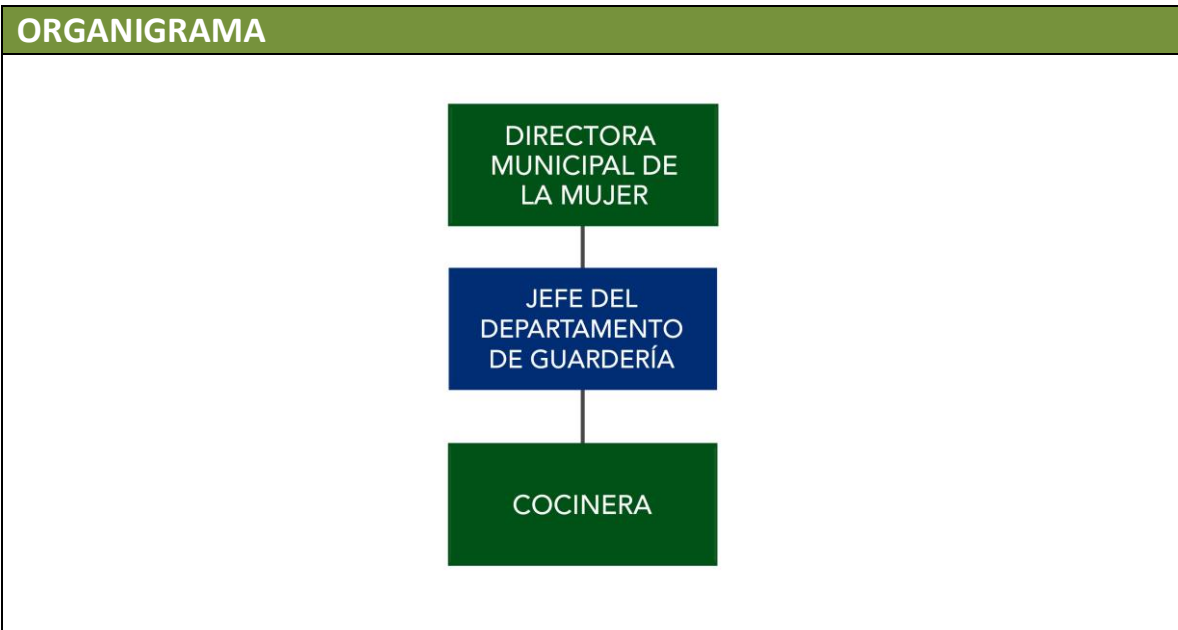 ORGANIGRAMA
DIRECTORA
MUNICIPAL DE
LA MUJER
JEFE DEL
DEPARTAMENTO
DE GUARDERÍA
COCINERA